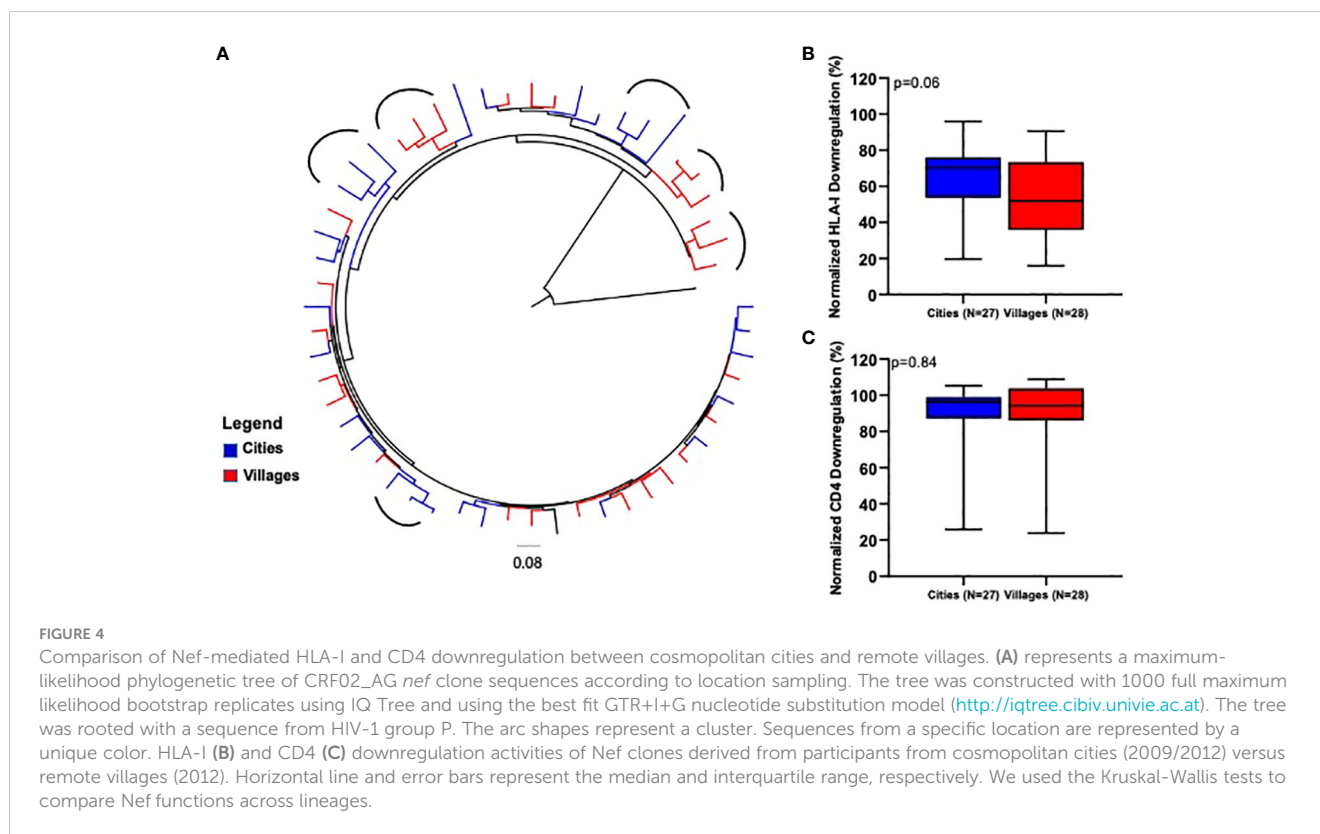 A
Legend
Cities
Villages
0.08
B
Normalized HLA-I Downregulation (%)
120
100
80
60
40
20
0
p=0.06
Cities (N=27) Villages (N=28)
C
Normalized CD4 Downregulation (%)
120
100
80
60
40
20
0
p=0.84
Cities (N=27) Villages (N=28)
FIGURE 4
Comparison of Nef-mediated HLA-I and CD4 downregulation between cosmopolitan cities and remote villages. (A) represents a maximum-
likelihood phylogenetic tree of CRF02_AG nef clone sequences according to location sampling. The tree was constructed with 1000 full maximum
likelihood bootstrap replicates using IQ Tree and using the best fit GTR+I+G nucleotide substitution model (http://iqtree.cibiv.univie.ac.at). The tree
was rooted with a sequence from HIV-1 group P. The arc shapes represent a cluster. Sequences from a specific location are represented by a
unique color. HLA-I (B) and CD4 (C) downregulation activities of Nef clones derived from participants from cosmopolitan cities (2009/2012) versus
remote villages (2012). Horizontal line and error bars represent the median and interquartile range, respectively. We used the Kruskal-Wallis tests to
compare Nef functions across lineages.